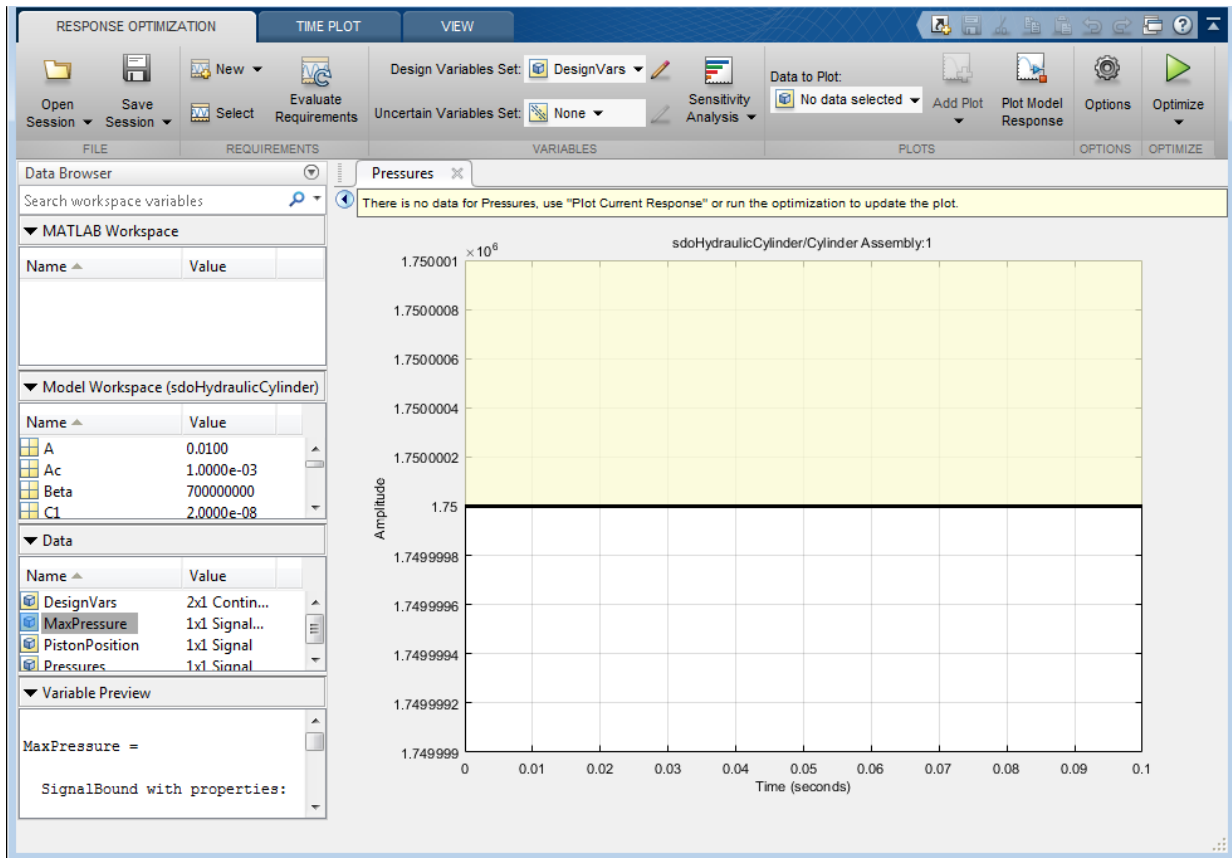 RESPONSE OPTIMIZATION TIME PLOT VIEW
New Design Variables Set: DesignVars Data to Plot:
Open Session Save Session Select Evaluate Requirements Uncertain Variables Set: None Sensitivity Analysis No data selected Add Plot Plot Model Response Options Optimize
FILE REQUIREMENTS VARIABLES PLOTS OPTIONS OPTIMIZE
Data Browser
Search workspace variables
MATLAB Workspace
Name Value
Model Workspace (sdoHydraulicCylinder)
Name Value
A 0.0100
Ac 1.0000e-03
Beta 700000000
C1 2.0000e-08
Data
Name Value
DesignVars 2x1 Contin...
MaxPressure 1x1 Signal...
PistonPosition 1x1 Signal
Pressures 1x1 Signal
Variable Preview
MaxPressure =
SignalBound with properties:
Pressures
There is no data for Pressures, use "Plot Current Response" or run the optimization to update the plot.
sdoHydraulicCylinder/Cylinder Assembly:1
×10⁶
1.750001
1.7500008
1.7500006
1.7500004
1.7500002
1.75
1.7499998
1.7499996
1.7499994
1.7499992
1.749999
Amplitude
0 0.01 0.02 0.03 0.04 0.05 0.06 0.07 0.08 0.09 0.1
Time (seconds)